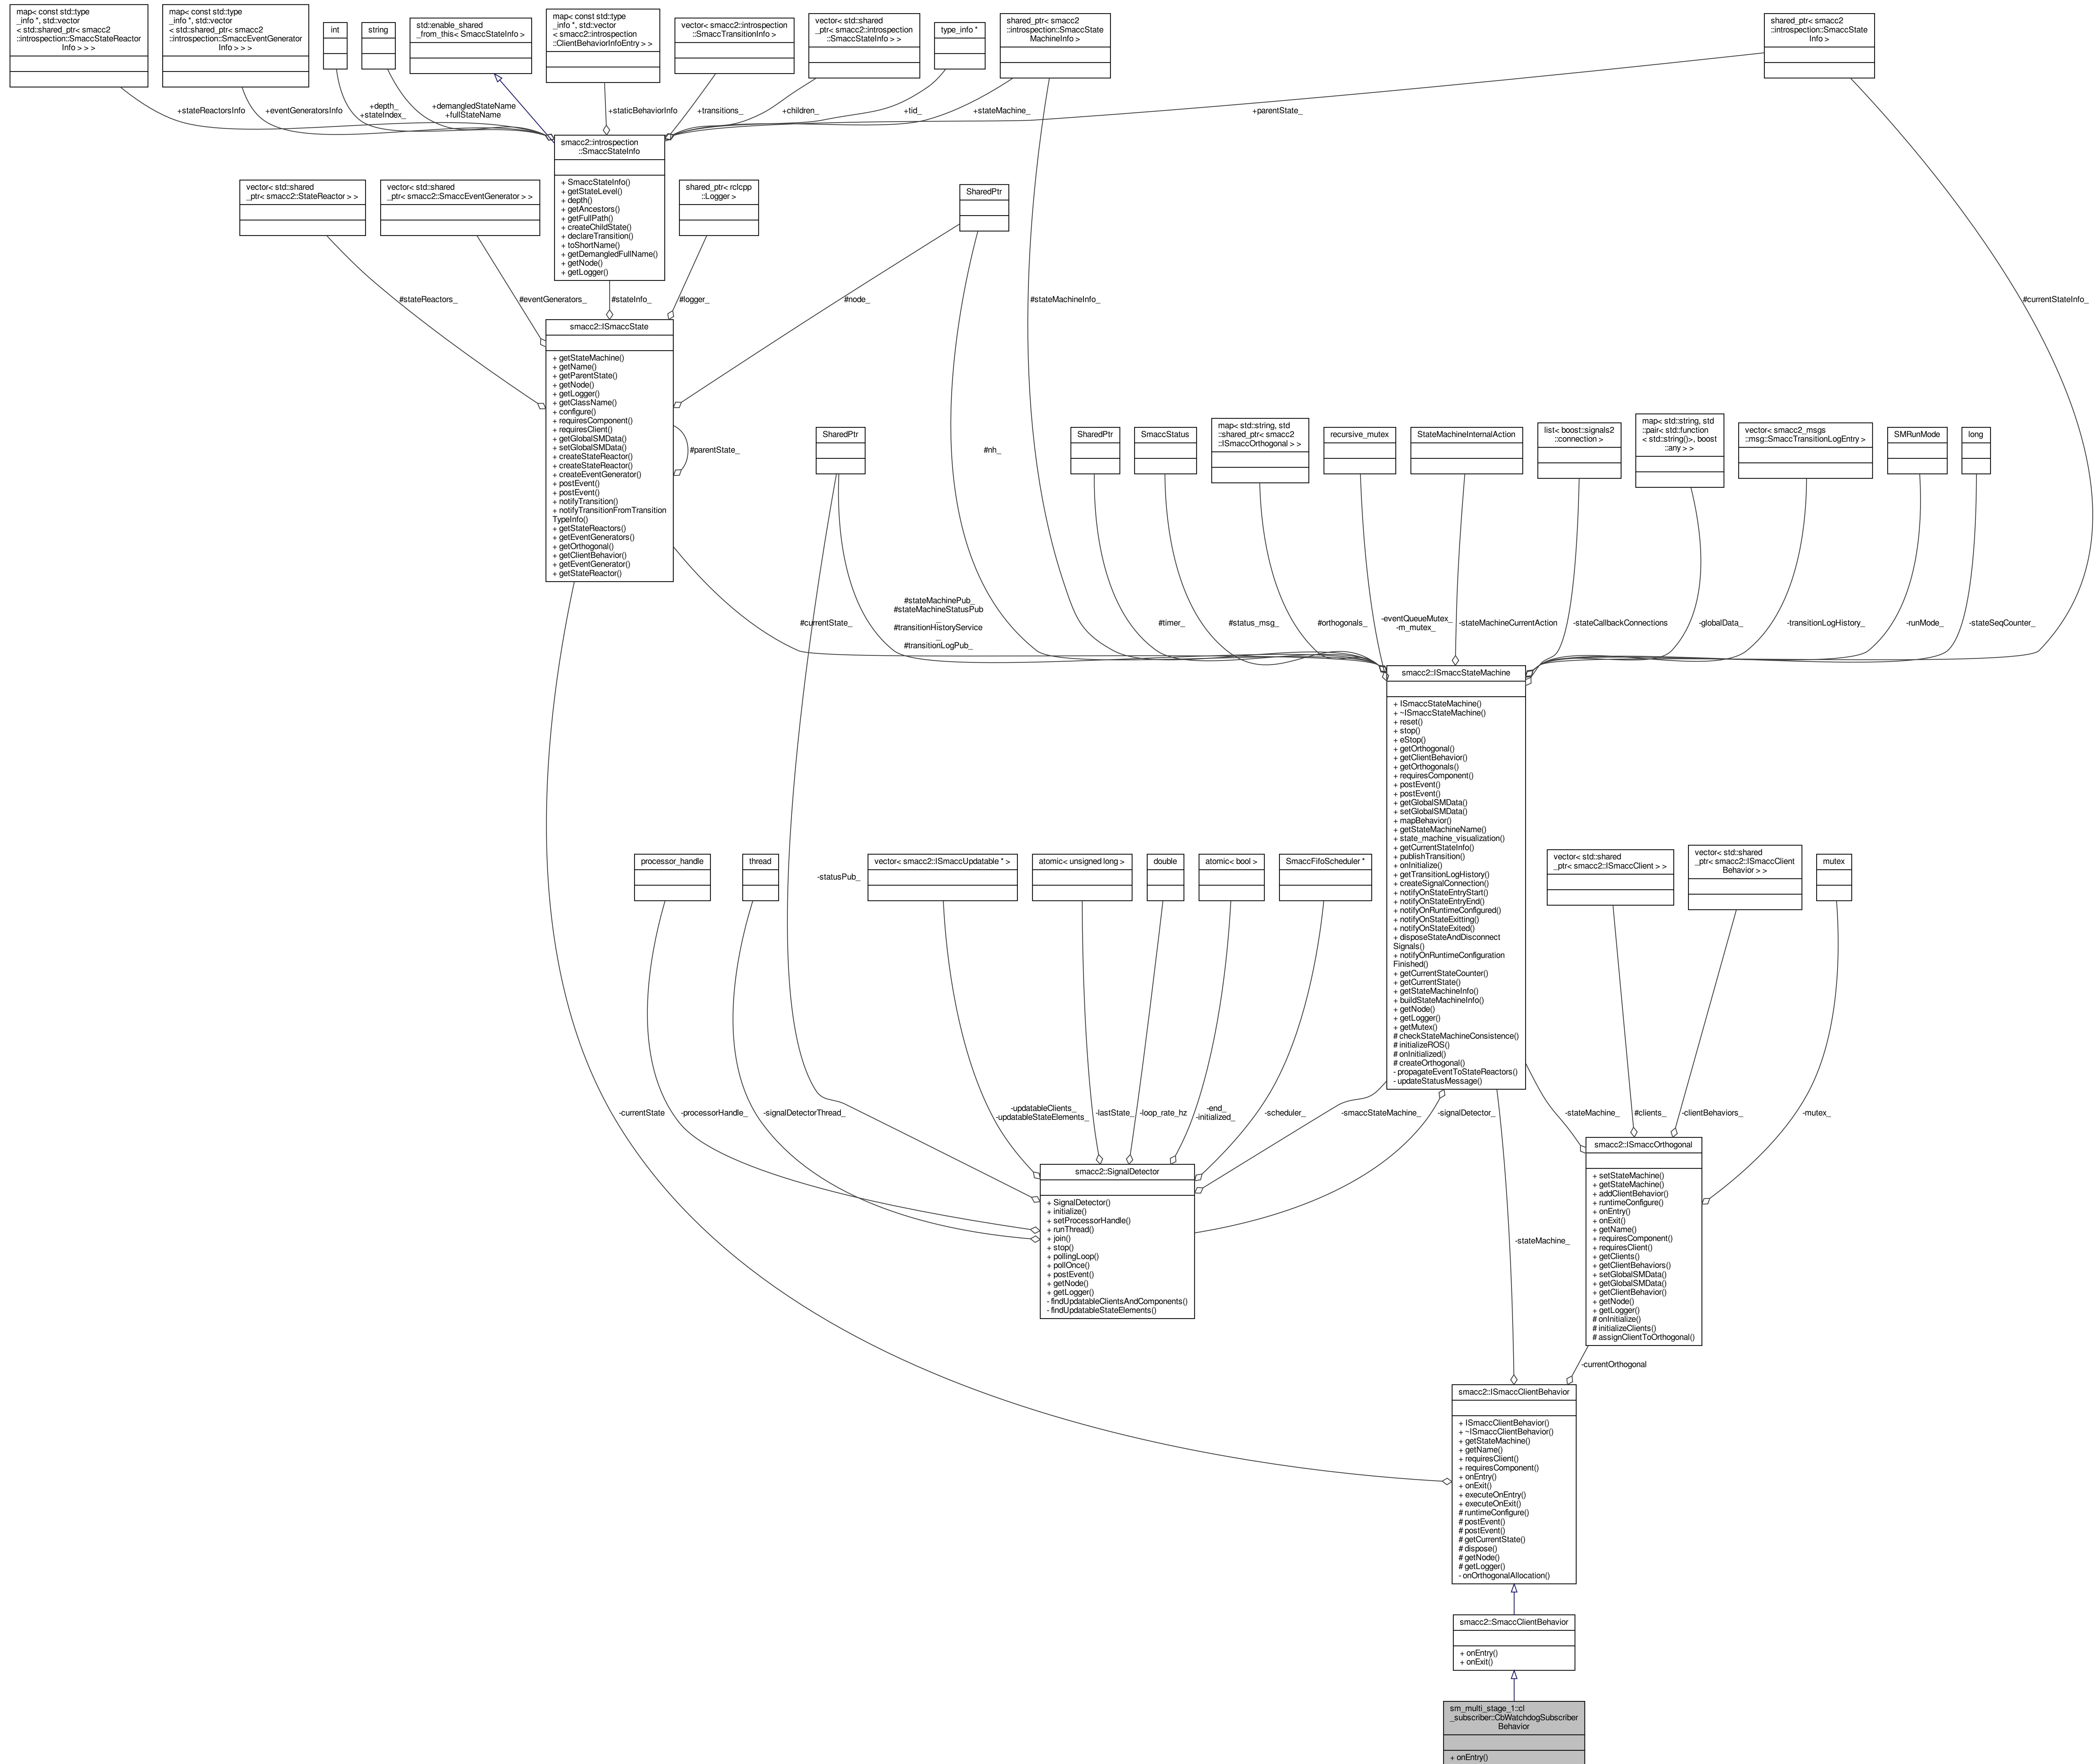 map< const std::type
_info *, std::vector
< std::shared_ptr< smacc2
::introspection::SmaccStateReactor
Info > > >
map< const std::type
_info *, std::vector
< std::shared_ptr< smacc2
::introspection::SmaccEventGenerator
Info > > >
int
string
std::enable_shared
_from_this< SmaccStateInfo >
map< const std::type
_info *, std::vector
< smacc2::introspection
::ClientBehaviorInfoEntry > >
vector< smacc2::introspection
::SmaccTransitionInfo >
vector< std::shared
_ptr< smacc2::introspection
::SmaccStateInfo > >
type_info *
shared_ptr< smacc2
::introspection::SmaccState
MachineInfo >
shared_ptr< smacc2
::introspection::SmaccState
Info >
+stateReactorsInfo
+eventGeneratorsInfo
+depth_
+stateIndex_
+demangledStateName
+fullStateName
+staticBehaviorInfo
+transitions_
+children_
+tid_
+stateMachine_
+parentState_
smacc2::introspection
::SmaccStateInfo
+ SmaccStateInfo()
+ getStateLevel()
+ depth()
+ getAncestors()
+ getFullPath()
+ createChildState()
+ declareTransition()
+ toShortName()
+ getDemangledFullName()
+ getNode()
+ getLogger()
vector< std::shared
_ptr< smacc2::StateReactor > >
vector< std::shared
_ptr< smacc2::SmaccEventGenerator > >
shared_ptr< rclcpp
::Logger >
SharedPtr
#stateReactors_
#eventGenerators_
#stateInfo_
#logger_
#node_
#stateMachineInfo_
#currentStateInfo_
smacc2::ISmaccState
+ getStateMachine()
+ getName()
+ getParentState()
+ getNode()
+ getLogger()
+ getClassName()
+ configure()
+ requiresComponent()
+ requiresClient()
+ getGlobalSMData()
+ setGlobalSMData()
+ createStateReactor()
+ createStateReactor()
+ createEventGenerator()
+ postEvent()
+ postEvent()
+ notifyTransition()
+ notifyTransitionFromTransition
TypeInfo()
+ getStateReactors()
+ getEventGenerators()
+ getOrthogonal()
+ getClientBehavior()
+ getEventGenerator()
+ getStateReactor()
#parentState_
#nh_
SharedPtr
SharedPtr
SmaccStatus
map< std::string, std
::shared_ptr< smacc2
::ISmaccOrthogonal > >
recursive_mutex
StateMachineInternalAction
list< boost::signals2
::connection >
map< std::string, std
::pair< std::function
< std::string()>, boost
::any > >
vector< smacc2_msgs
::msg::SmaccTransitionLogEntry >
SMRunMode
long
#currentState_
#stateMachinePub_
#stateMachineStatusPub
_
#transitionHistoryService
_
#transitionLogPub_
#timer_
#status_msg_
#orthogonals_
-eventQueueMutex_
-m_mutex_
-stateMachineCurrentAction
-stateCallbackConnections
-globalData_
-transitionLogHistory_
-runMode_
-stateSeqCounter_
smacc2::ISmaccStateMachine
+ ISmaccStateMachine()
+ ~ISmaccStateMachine()
+ reset()
+ stop()
+ eStop()
+ getOrthogonal()
+ getClientBehavior()
+ getOrthogonals()
+ requiresComponent()
+ postEvent()
+ postEvent()
+ getGlobalSMData()
+ setGlobalSMData()
+ mapBehavior()
+ getStateMachineName()
+ state_machine_visualization()
+ getCurrentStateInfo()
+ publishTransition()
+ onInitialize()
+ getTransitionLogHistory()
+ createSignalConnection()
+ notifyOnStateEntryStart()
+ notifyOnStateEntryEnd()
+ notifyOnRuntimeConfigured()
+ notifyOnStateExitting()
+ notifyOnStateExited()
+ disposeStateAndDisconnect
Signals()
+ notifyOnRuntimeConfiguration
Finished()
+ getCurrentStateCounter()
+ getCurrentState()
+ getStateMachineInfo()
+ buildStateMachineInfo()
+ getNode()
+ getLogger()
+ getMutex()
# checkStateMachineConsistence()
# initializeROS()
# onInitialized()
# createOrthogonal()
- propagateEventToStateReactors()
- updateStatusMessage()
processor_handle
thread
-statusPub_
vector< smacc2::ISmaccUpdatable * >
atomic< unsigned long >
double
atomic< bool >
SmaccFifoScheduler *
vector< std::shared
_ptr< smacc2::ISmaccClient > >
vector< std::shared
_ptr< smacc2::ISmaccClient
Behavior > >
mutex
-currentState
-processorHandle_
-signalDetectorThread_
-updatableClients_
-updatableStateElements_
-lastState_
-loop_rate_hz
-end_
-initialized_
-scheduler_
-smaccStateMachine_
-signalDetector_
-stateMachine_
#clients_
-clientBehaviors_
-mutex_
smacc2::SignalDetector
+ SignalDetector()
+ initialize()
+ setProcessorHandle()
+ runThread()
+ join()
+ stop()
+ pollingLoop()
+ pollOnce()
+ postEvent()
+ getNode()
+ getLogger()
- findUpdatableClientsAndComponents()
- findUpdatableStateElements()
-stateMachine_
smacc2::ISmaccOrthogonal
+ setStateMachine()
+ getStateMachine()
+ addClientBehavior()
+ runtimeConfigure()
+ onEntry()
+ onExit()
+ getName()
+ requiresComponent()
+ requiresClient()
+ getClients()
+ getClientBehaviors()
+ setGlobalSMData()
+ getGlobalSMData()
+ getClientBehavior()
+ getNode()
+ getLogger()
# onInitialize()
# initializeClients()
# assignClientToOrthogonal()
-currentOrthogonal
smacc2::ISmaccClientBehavior
+ ISmaccClientBehavior()
+ ~ISmaccClientBehavior()
+ getStateMachine()
+ getName()
+ requiresClient()
+ requiresComponent()
+ onEntry()
+ onExit()
+ executeOnEntry()
+ executeOnExit()
# runtimeConfigure()
# postEvent()
# postEvent()
# getCurrentState()
# dispose()
# getNode()
# getLogger()
- onOrthogonalAllocation()
smacc2::SmaccClientBehavior
+ onEntry()
+ onExit()
sm_multi_stage_1::cl
_subscriber::CbWatchdogSubscriber
Behavior
+ onEntry()